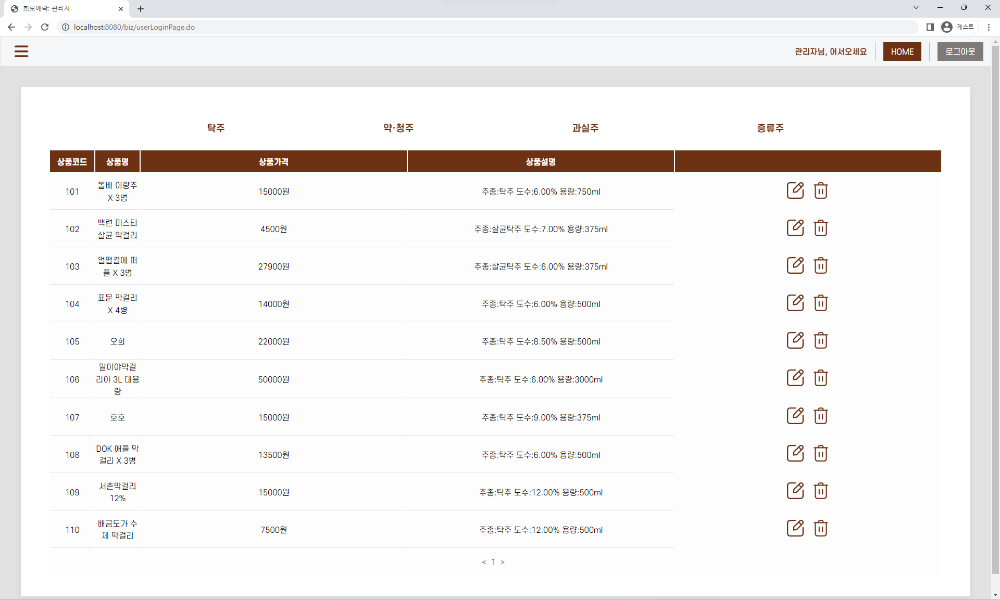 희로애락: 관리자
localhost:8080/biz/userLoginPage.do
게스트
관리자님, 어서오세요
HOME
로그아웃
탁주 약·청주 과실주 증류주
상품코드 상품명 상품가격 상품설명
101 돌배 아랑주 X 3병 15000원 주종:탁주 도수:6.00% 용량:750ml
102 백련 미스티 살균 막걸리 4500원 주종:살균탁주 도수:7.00% 용량:375ml
103 얼떨결에 퍼플 X 3병 27900원 주종:살균탁주 도수:6.00% 용량:375ml
104 표문 막걸리 X 4병 14000원 주종:탁주 도수:6.00% 용량:500ml
105 오희 22000원 주종:탁주 도수:8.50% 용량:500ml
106 말이야막걸리야 3L 대용량 50000원 주종:탁주 도수:6.00% 용량:3000ml
107 호호 15000원 주종:탁주 도수:9.00% 용량:375ml
108 DOK 애플 막걸리 X 3병 13500원 주종:탁주 도수:6.00% 용량:500ml
109 서촌막걸리 12% 15000원 주종:탁주 도수:12.00% 용량:500ml
110 배금도가 수제 막걸리 7500원 주종:탁주 도수:12.00% 용량:500ml
< 1 >